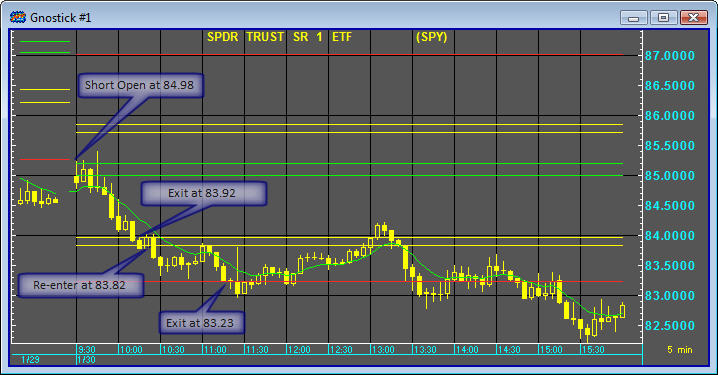 Gnostick #1
SPDR TRUST SR 1 ETF (SPY)
87.0000
Short Open at 84.98
86.5000
86.0000
85.5000
85.0000
Exit at 83.92
84.5000
84.0000
83.5000
Re-enter at 83.82
83.0000
Exit at 83.23
82.5000
9:30 10:00 10:30 11:00 11:30 12:00 12:30 13:00 13:30 14:00 14:30 15:00 15:30 5 min
1/29 1/30